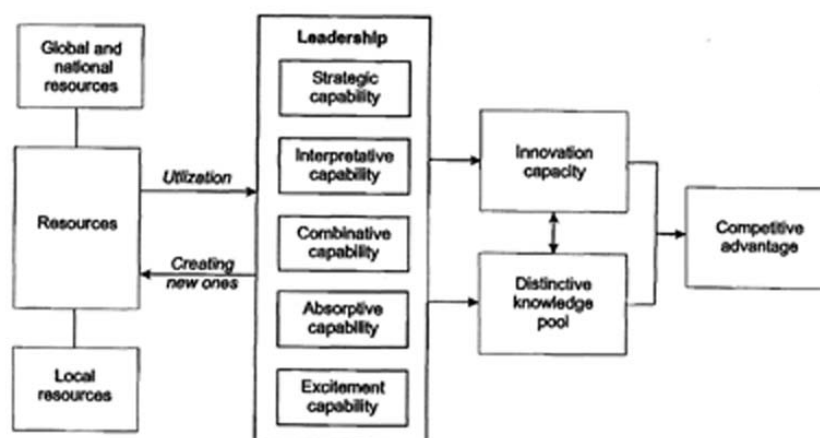 Global and
national
resources
Resources
Local
resources
Utilization
Creating
new ones
Leadership
Strategic
capability
Interpretative
capability
Combinative
capability
Absorptive
capability
Excitement
capability
Innovation
capacity
Distinctive
knowledge
pool
Competitive
advantage